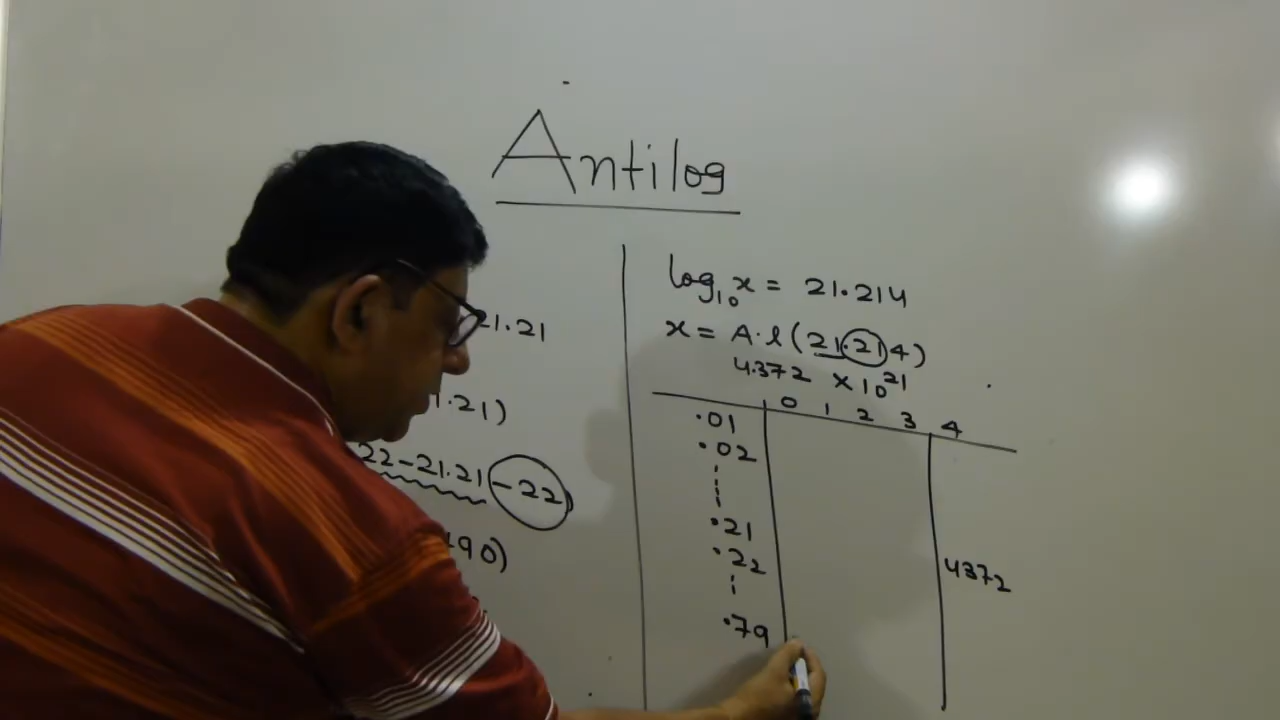 Antilog
21.21
.21)
22-21.21 -22
90)
log₁₀x = 21.214
x = A.l (21.214)
4.372 × 10²¹
0 1 2 3 4
.01
.02
.21
.22
4372
.79